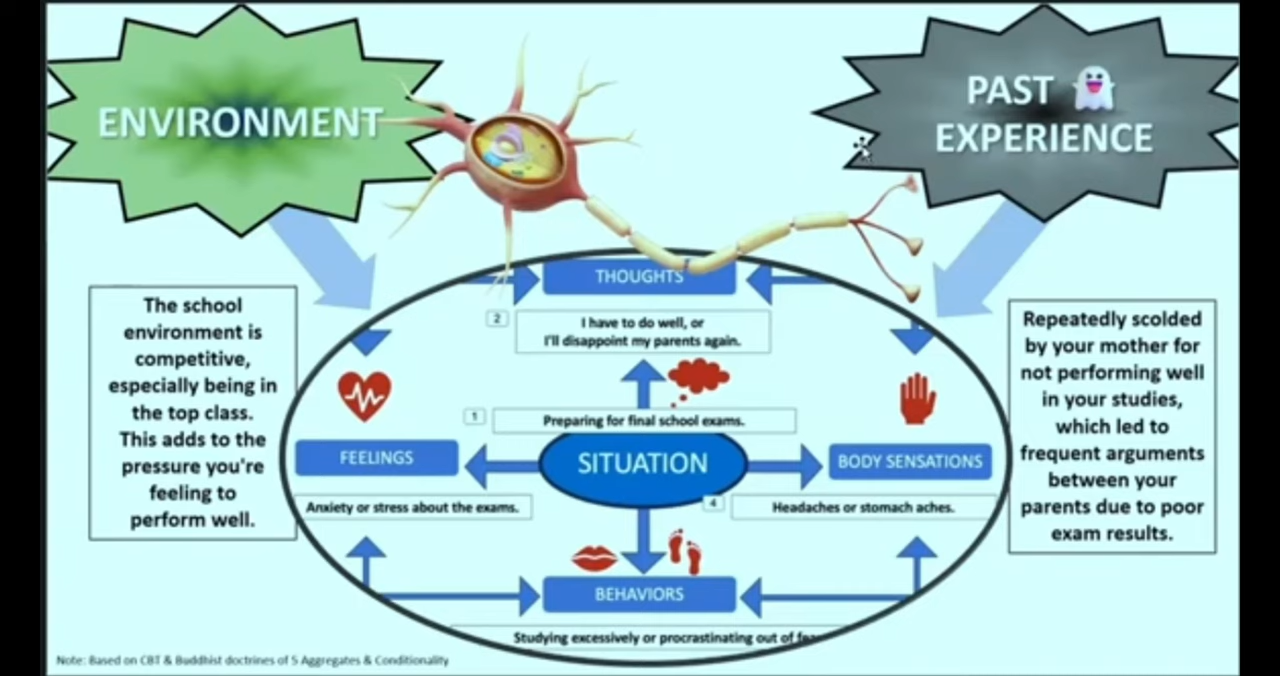 ENVIRONMENT
PAST
EXPERIENCE
THOUGHTS
2
I have to do well, or
I'll disappoint my parents again.
The school
environment is
competitive,
especially being in
the top class.
This adds to the
pressure you're
feeling to
perform well.
1
Preparing for final school exams.
SITUATION
FEELINGS
Anxiety or stress about the exams.
BODY SENSATIONS
4
Headaches or stomach aches.
BEHAVIORS
Studying excessively or procrastinating out of
Repeatedly scolded
by your mother for
not performing well
in your studies,
which led to
frequent arguments
between your
parents due to poor
exam results.
Note: Based on CBT & Buddhist doctrines of 5 Aggregates & Conditionality